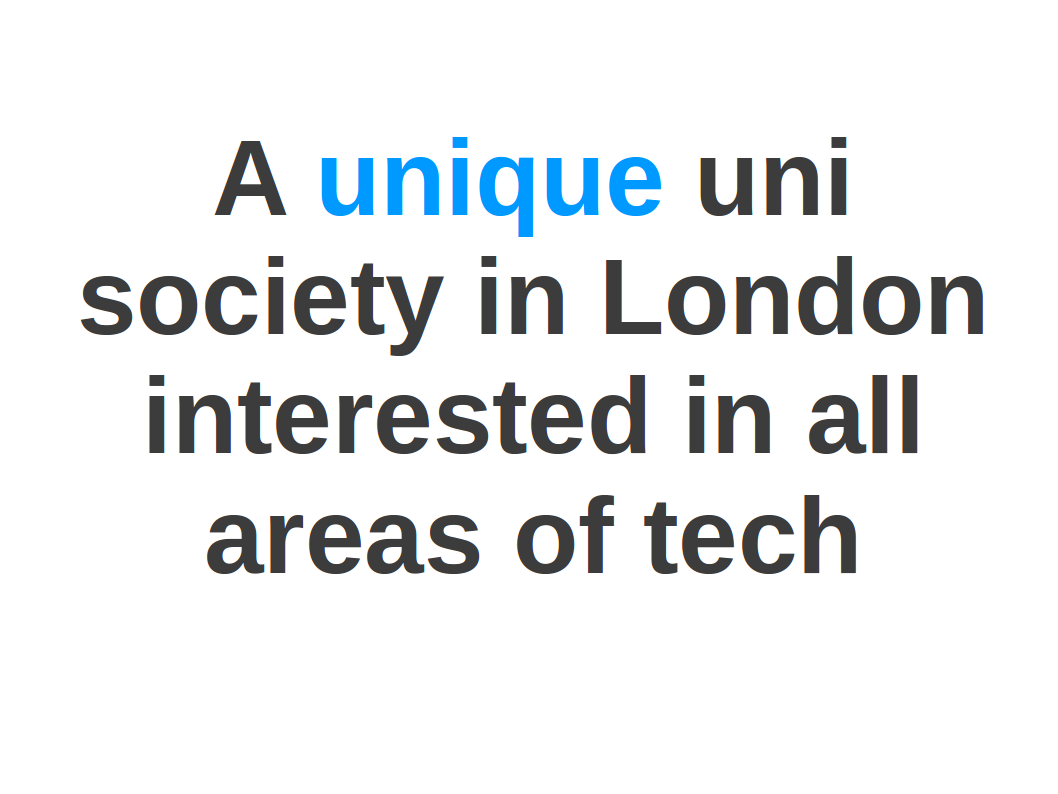 A unique uni
society in London
interested in all
areas of tech